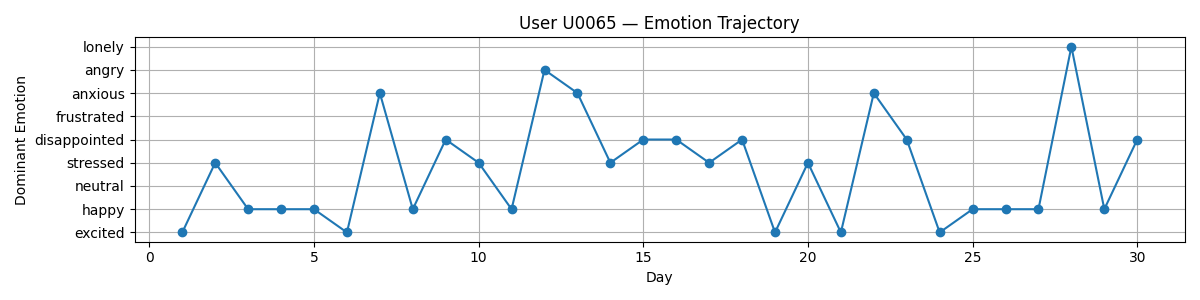 User U0065 — Emotion Trajectory
Dominant Emotion
lonely
angry
anxious
frustrated
disappointed
stressed
neutral
happy
excited
0 5 10 15 20 25 30
Day